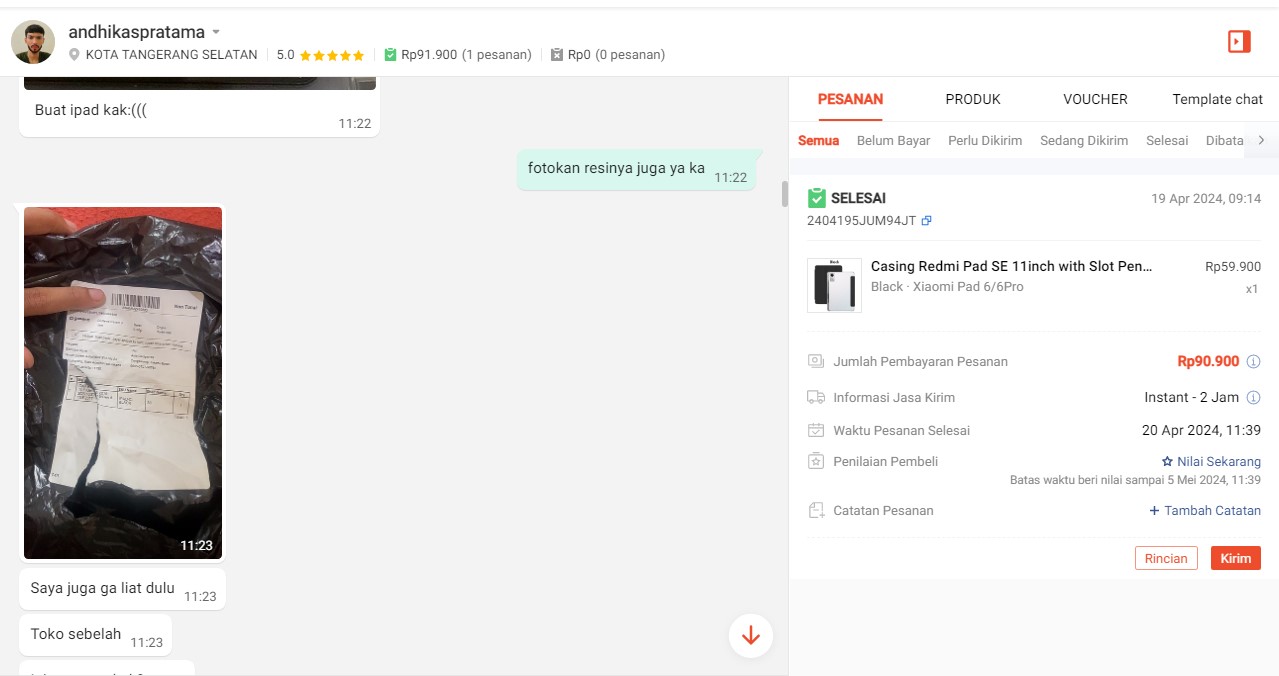 andhikaspratama
KOTA TANGERANG SELATAN 5.0 Rp91.900 (1 pesanan) Rp0 (0 pesanan)
Buat ipad kak:(((
11:22
fotokan resinya juga ya ka 11:22
11:23
Saya juga ga liat dulu 11:23
Toko sebelah 11:23
PESANAN PRODUK VOUCHER Template chat
Semua Belum Bayar Perlu Dikirim Sedang Dikirim Selesai Dibata
SELESAI 19 Apr 2024, 09:14
2404195JUM94JT
Casing Redmi Pad SE 11inch with Slot Pen... Rp59.900
Black · Xiaomi Pad 6/6Pro x1
Jumlah Pembayaran Pesanan Rp90.900
Informasi Jasa Kirim Instant - 2 Jam
Waktu Pesanan Selesai 20 Apr 2024, 11:39
Penilaian Pembeli Nilai Sekarang
Batas waktu beri nilai sampai 5 Mei 2024, 11:39
Catatan Pesanan + Tambah Catatan
Rincian Kirim